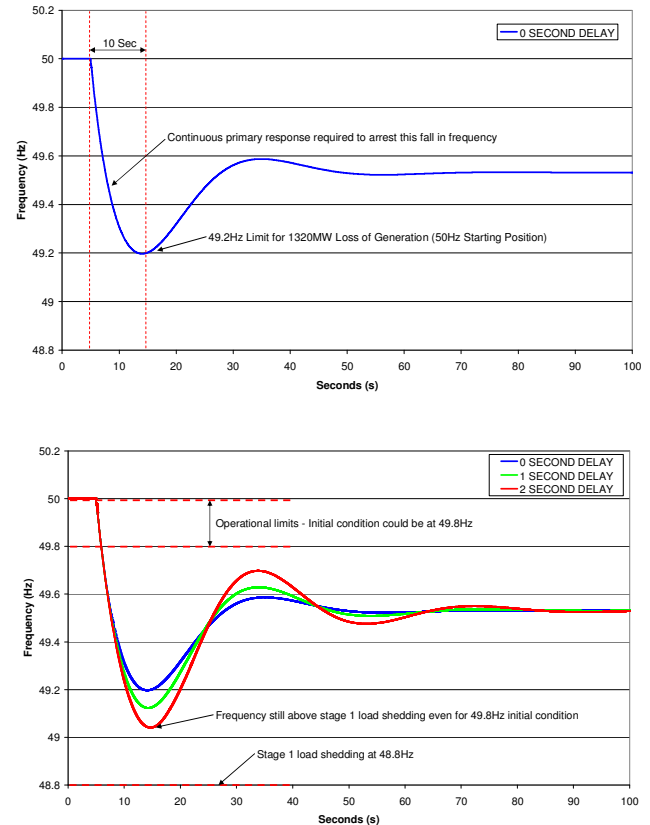 50.2
0 SECOND DELAY
10 Sec
50
49.8
Continuous primary response required to arrest this fall in frequency
49.6
Frequency (Hz)
49.4
49.2Hz Limit for 1320MW Loss of Generation (50Hz Starting Position)
49.2
49
48.8
0 10 20 30 40 50 60 70 80 90 100
Seconds (s)
50.2
0 SECOND DELAY
1 SECOND DELAY
2 SECOND DELAY
50
Operational limits - Initial condition could be at 49.8Hz
49.8
49.6
Frequency (Hz)
49.4
49.2
Frequency still above stage 1 load shedding even for 49.8Hz initial condition
49
Stage 1 load shedding at 48.8Hz
48.8
0 10 20 30 40 50 60 70 80 90 100
Seconds (s)